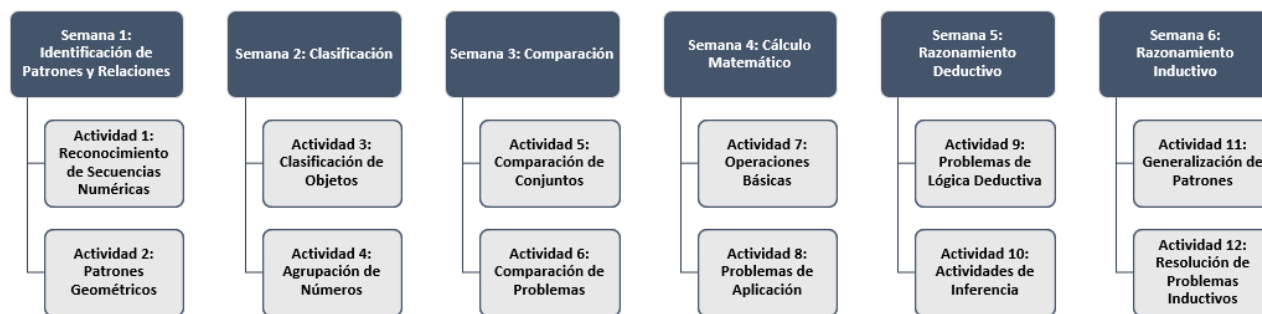 Semana 1:
Identificación de
Patrones y Relaciones
Actividad 1:
Reconocimiento
de Secuencias
Numéricas
Actividad 2:
Patrones
Geométricos
Semana 2: Clasificación
Actividad 3:
Clasificación de
Objetos
Actividad 4:
Agrupación de
Números
Semana 3: Comparación
Actividad 5:
Comparación de
Conjuntos
Actividad 6:
Comparación de
Problemas
Semana 4: Cálculo
Matemático
Actividad 7:
Operaciones
Básicas
Actividad 8:
Problemas de
Aplicación
Semana 5:
Razonamiento
Deductivo
Actividad 9:
Problemas de
Lógica Deductiva
Actividad 10:
Actividades de
Inferencia
Semana 6:
Razonamiento
Inductivo
Actividad 11:
Generalización de
Patrones
Actividad 12:
Resolución de
Problemas
Inductivos